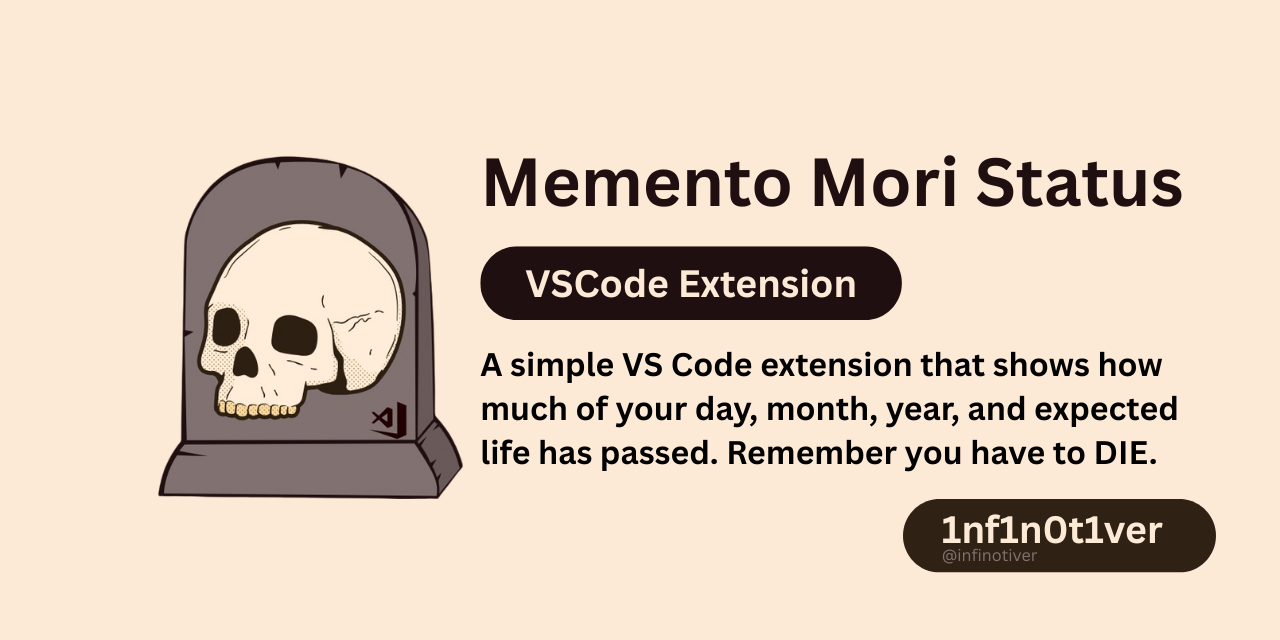 Memento Mori Status
VSCode Extension
A simple VS Code extension that shows how
much of your day, month, year, and expected
life has passed. Remember you have to DIE.
1nf1n0t1ver
@infinotiver